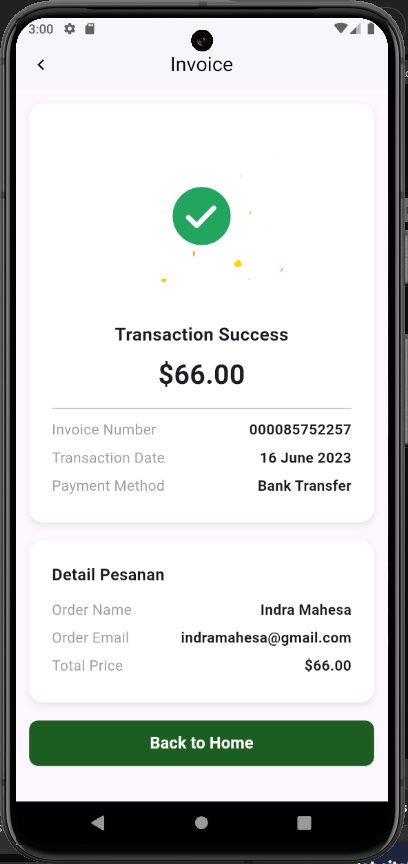 3:00
Invoice
Transaction Success
$66.00
Invoice Number 000085752257
Transaction Date 16 June 2023
Payment Method Bank Transfer
Detail Pesanan
Order Name Indra Mahesa
Order Email indramahesa@gmail.com
Total Price $66.00
Back to Home